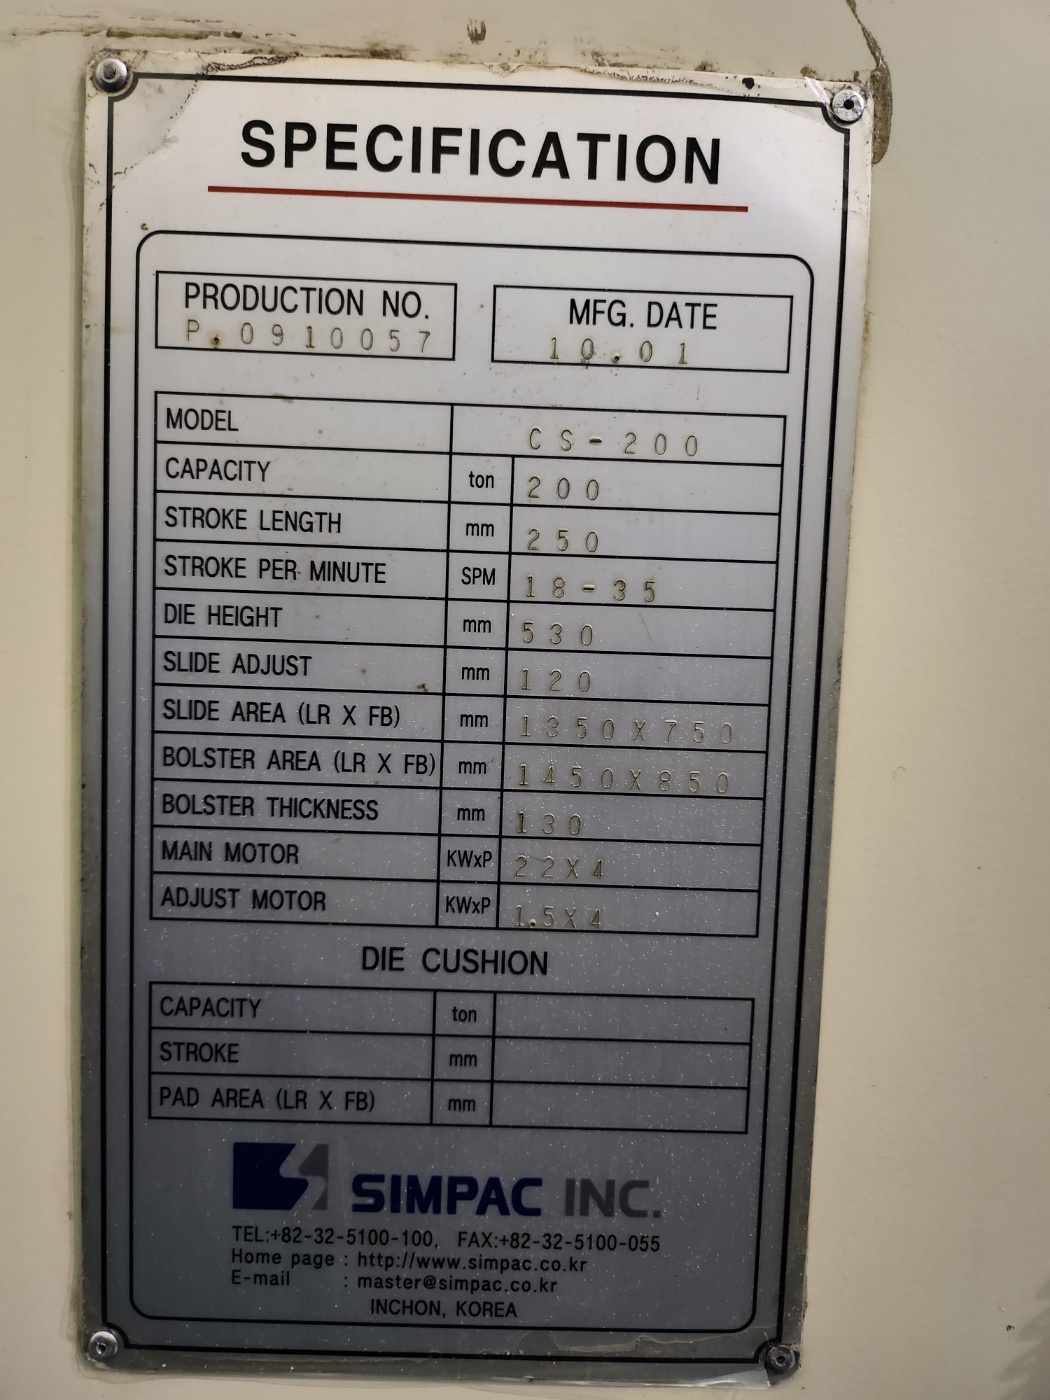 SPECIFICATION
PRODUCTION NO.
P.0910057
MFG. DATE
10.01
MODEL CS-200
CAPACITY ton 200
STROKE LENGTH mm 250
STROKE PER MINUTE SPM 18-35
DIE HEIGHT mm 530
SLIDE ADJUST mm 120
SLIDE AREA (LR X FB) mm 1350X750
BOLSTER AREA (LR X FB) mm 1450X850
BOLSTER THICKNESS mm 130
MAIN MOTOR KWxP 22X4
ADJUST MOTOR KWxP 1.5X4
DIE CUSHION
CAPACITY ton
STROKE mm
PAD AREA (LR X FB) mm
SIMPAC INC.
TEL:+82-32-5100-100, FAX:+82-32-5100-055
Home page : http://www.simpac.co.kr
E-mail : master@simpac.co.kr
INCHON, KOREA